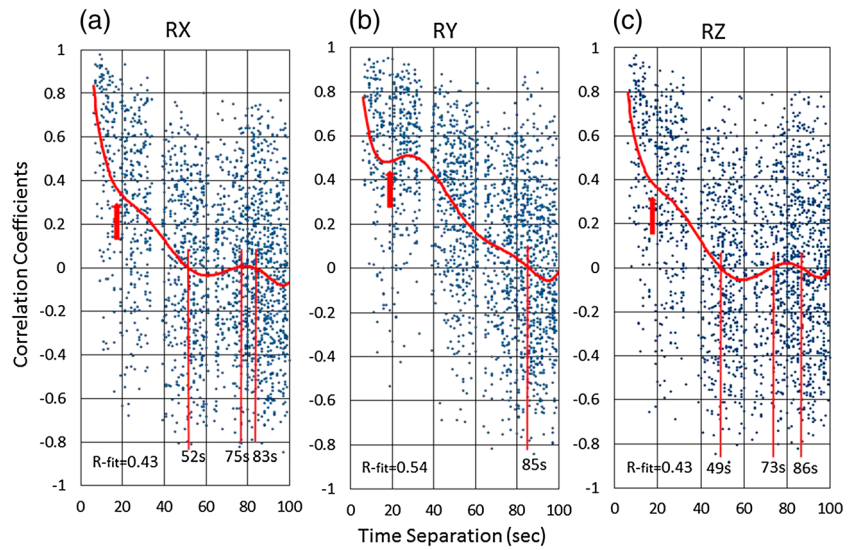 (a) RX (b) RY (c) RZ
1 1 1
0.8 0.8 0.8
0.6 0.6 0.6
0.4 0.4 0.4
0.2 0.2 0.2
0 0 0
-0.2 -0.2 -0.2
-0.4 -0.4 -0.4
-0.6 -0.6 -0.6
-0.8 -0.8 -0.8
-1 -1 -1
Correlation Coefficients
R-fit=0.43 52s 75s 83s
R-fit=0.54 85s
R-fit=0.43 49s 73s 86s
0 20 40 60 80 100 0 20 40 60 80 100 0 20 40 60 80 100
Time Separation (sec)